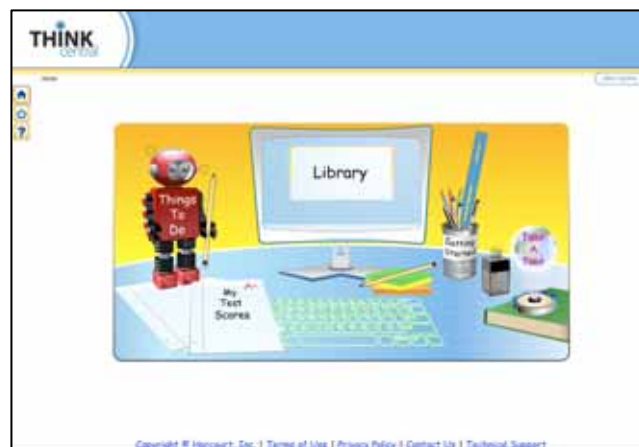 THINK
central
Home
?
Library
Things
To
Do
Getting
Started
Take
A
Tour
My
Test
Scores
A+
Copyright © Harcourt, Inc. | Terms of Use | Privacy Policy | Contact Us | Technical Support